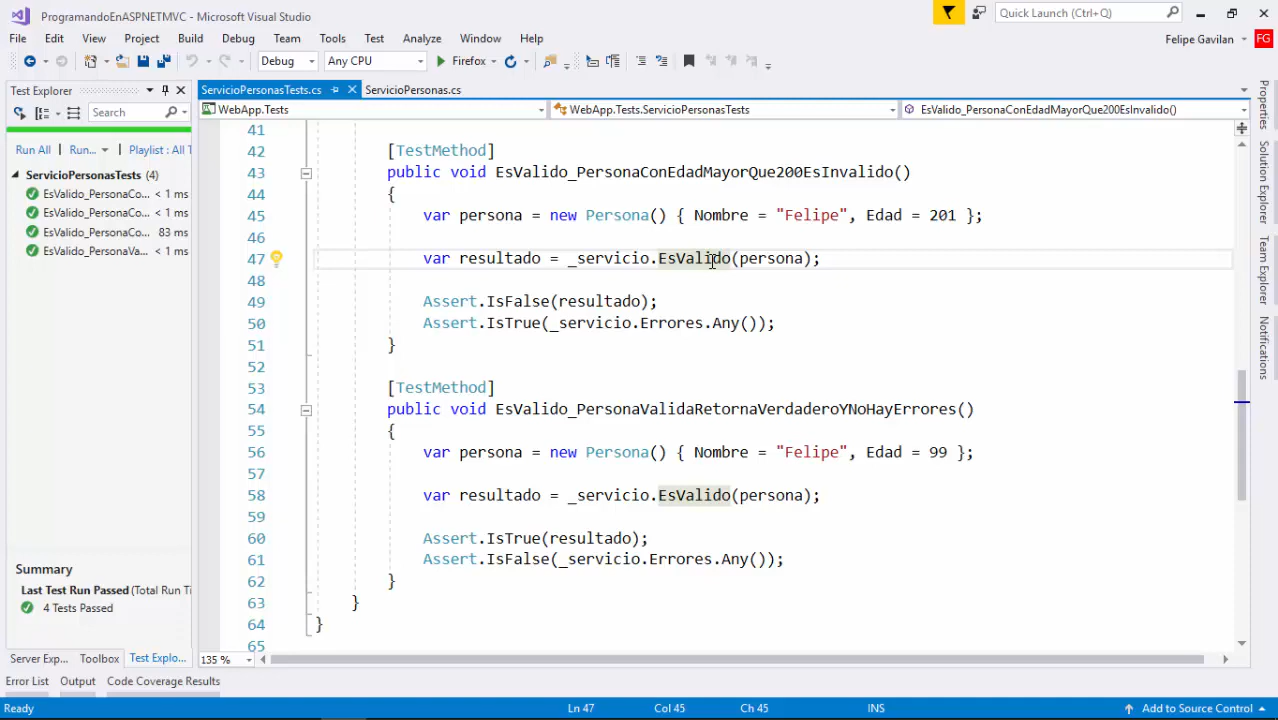 ProgramandoEnASPNETMVC - Microsoft Visual Studio
Quick Launch (Ctrl+Q)
File Edit View Project Build Debug Team Tools Test Analyze Window Help
Felipe Gavilan FG
Debug Any CPU Firefox
Test Explorer
ServicioPersonasTests.cs ServicioPersonas.cs
Search
WebApp.Tests WebApp.Tests.ServicioPersonasTests EsValido_PersonaConEdadMayorQue200EsInvalido()
Run All Run... Playlist : All T
ServicioPersonasTests (4)
EsValido_PersonaCo... < 1 ms
EsValido_PersonaCo... < 1 ms
EsValido_PersonaCo... 83 ms
EsValido_PersonaVa... < 1 ms
Summary
Last Test Run Passed (Total Run Ti
4 Tests Passed
41
42 [TestMethod]
43 public void EsValido_PersonaConEdadMayorQue200EsInvalido()
44 {
45 var persona = new Persona() { Nombre = "Felipe", Edad = 201 };
46
47 var resultado = _servicio.EsValido(persona);
48
49 Assert.IsFalse(resultado);
50 Assert.IsTrue(_servicio.Errores.Any());
51 }
52
53 [TestMethod]
54 public void EsValido_PersonaValidaRetornaVerdaderoYNoHayErrores()
55 {
56 var persona = new Persona() { Nombre = "Felipe", Edad = 99 };
57
58 var resultado = _servicio.EsValido(persona);
59
60 Assert.IsTrue(resultado);
61 Assert.IsFalse(_servicio.Errores.Any());
62 }
63 }
64 }
65
Properties
Solution Explorer
Team Explorer
Notifications
Server Exp... Toolbox Test Explo...
135 %
Error List Output Code Coverage Results
Ready Ln 47 Col 45 Ch 45 INS Add to Source Control